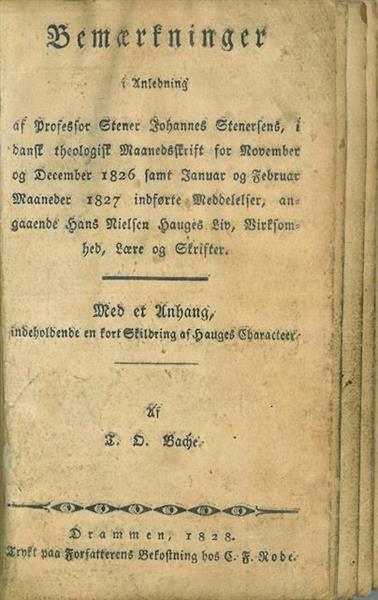 Bemærkninger
i Anledning
af Professor Stener Johannes Stenersens, i
dansk theologisk Maanedsskrift for November
og December 1826 samt Januar og Februar
Maaneder 1827 indførte Meddelelser, an-
gaaende Hans Nielsen Hauges Liv, Virksom-
hed, Lære og Skrifter.
Med et Anhang,
indeholdende en kort Skildring af Hauges Characteer.
Af
T. O. Bache.
Drammen, 1828.
Trykt paa Forfatterens Bekostning hos C. F. Rode.